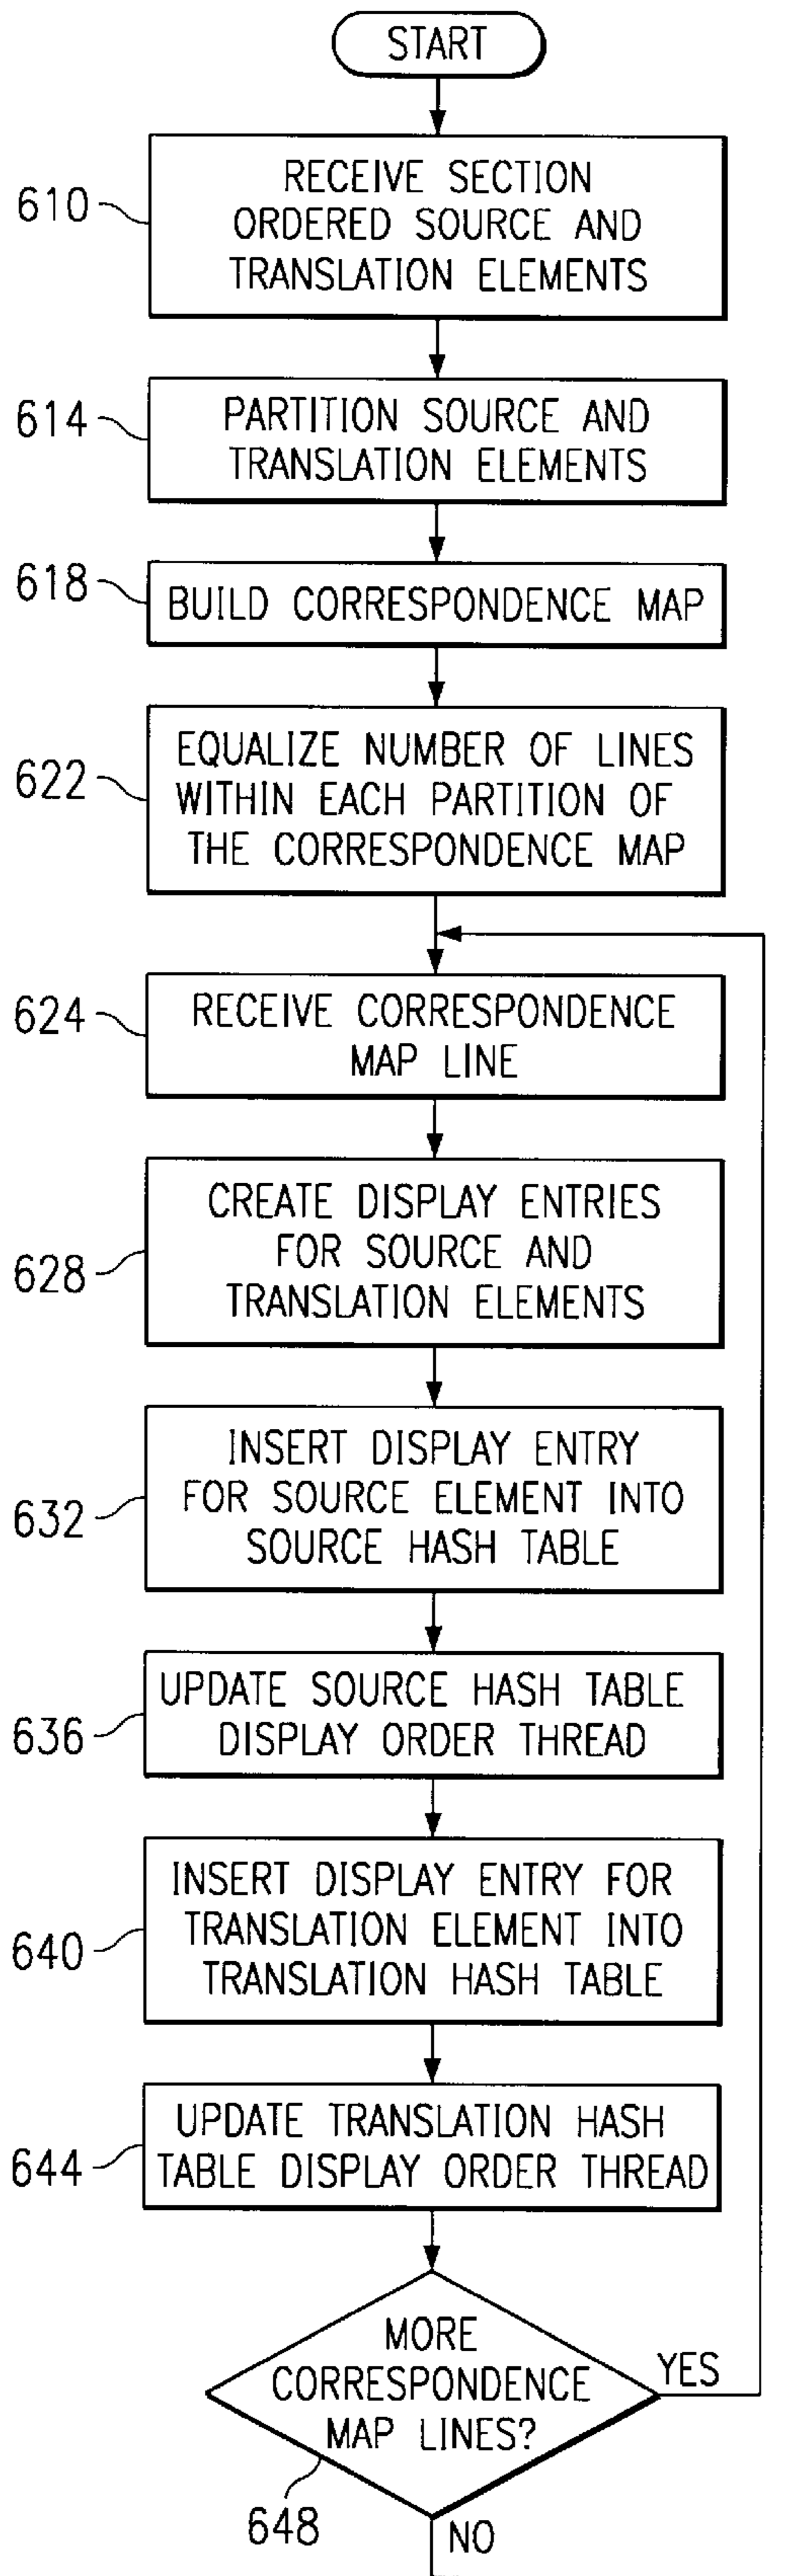 START
610
RECEIVE SECTION
ORDERED SOURCE AND
TRANSLATION ELEMENTS
614
PARTITION SOURCE AND
TRANSLATION ELEMENTS
618
BUILD CORRESPONDENCE MAP
622
EQUALIZE NUMBER OF LINES
WITHIN EACH PARTITION OF
THE CORRESPONDENCE MAP
624
RECEIVE CORRESPONDENCE
MAP LINE
628
CREATE DISPLAY ENTRIES
FOR SOURCE AND
TRANSLATION ELEMENTS
632
INSERT DISPLAY ENTRY
FOR SOURCE ELEMENT INTO
SOURCE HASH TABLE
636
UPDATE SOURCE HASH TABLE
DISPLAY ORDER THREAD
640
INSERT DISPLAY ENTRY FOR
TRANSLATION ELEMENT INTO
TRANSLATION HASH TABLE
644
UPDATE TRANSLATION HASH
TABLE DISPLAY ORDER THREAD
MORE
CORRESPONDENCE
MAP LINES?
YES
648
NO